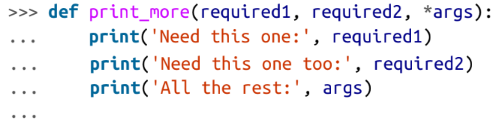 >>> def print_more(required1, required2, *args):
...     print('Need this one:', required1)
...     print('Need this one too:', required2)
...     print('All the rest:', args)
...